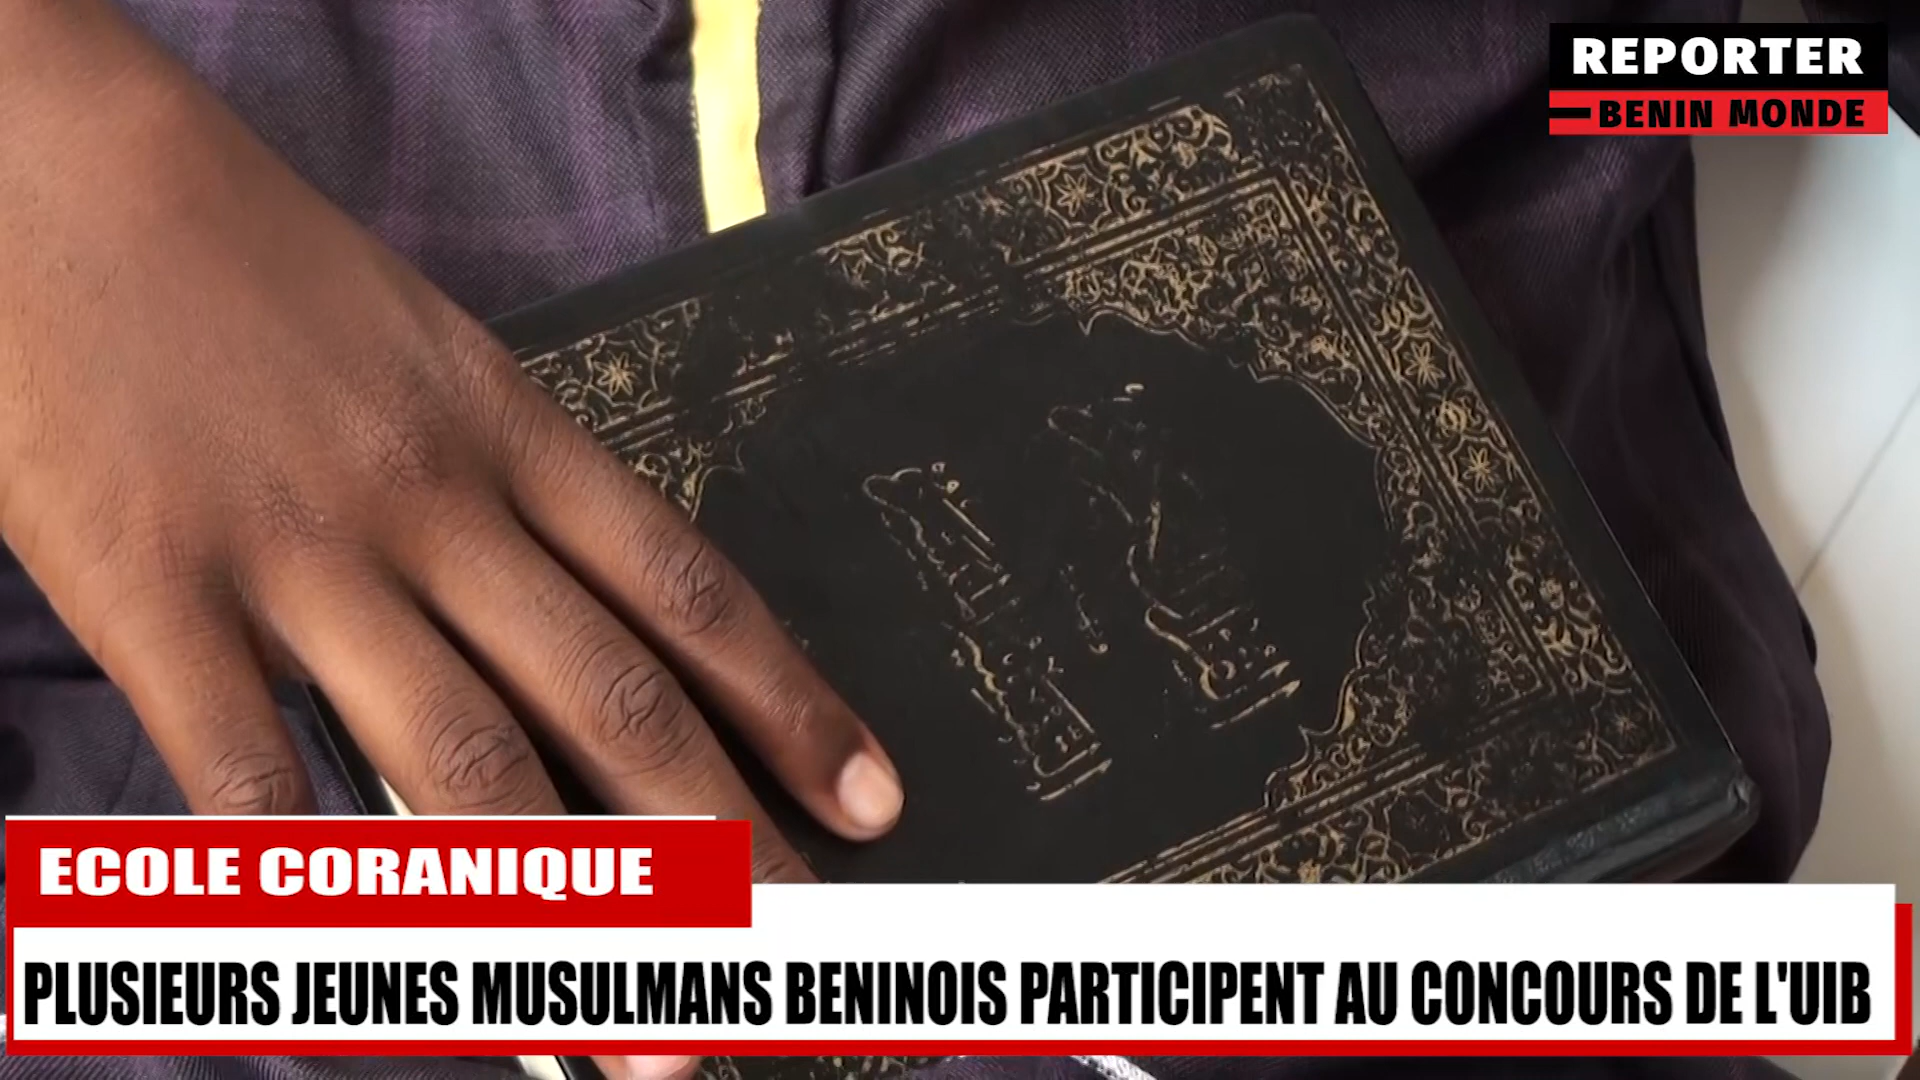 REPORTER
BENIN MONDE
ECOLE CORANIQUE
PLUSIEURS JEUNES MUSULMANS BENINOIS PARTICIPENT AU CONCOURS DE L'UIB